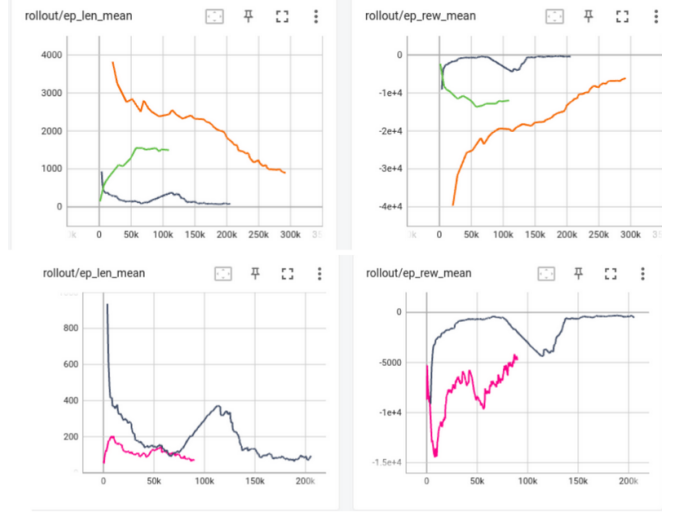 rollout/ep_len_mean
rollout/ep_rew_mean
4000
3000
2000
1000
0
0
50k
100k
150k
200k
250k
300k
0
-1e+4
-2e+4
-3e+4
-4e+4
0
50k
100k
150k
200k
250k
300k
rollout/ep_len_mean
rollout/ep_rew_mean
800
600
400
200
0
50k
100k
150k
200k
0
-5000
-1e+4
-1.5e+4
0
50k
100k
150k
200k